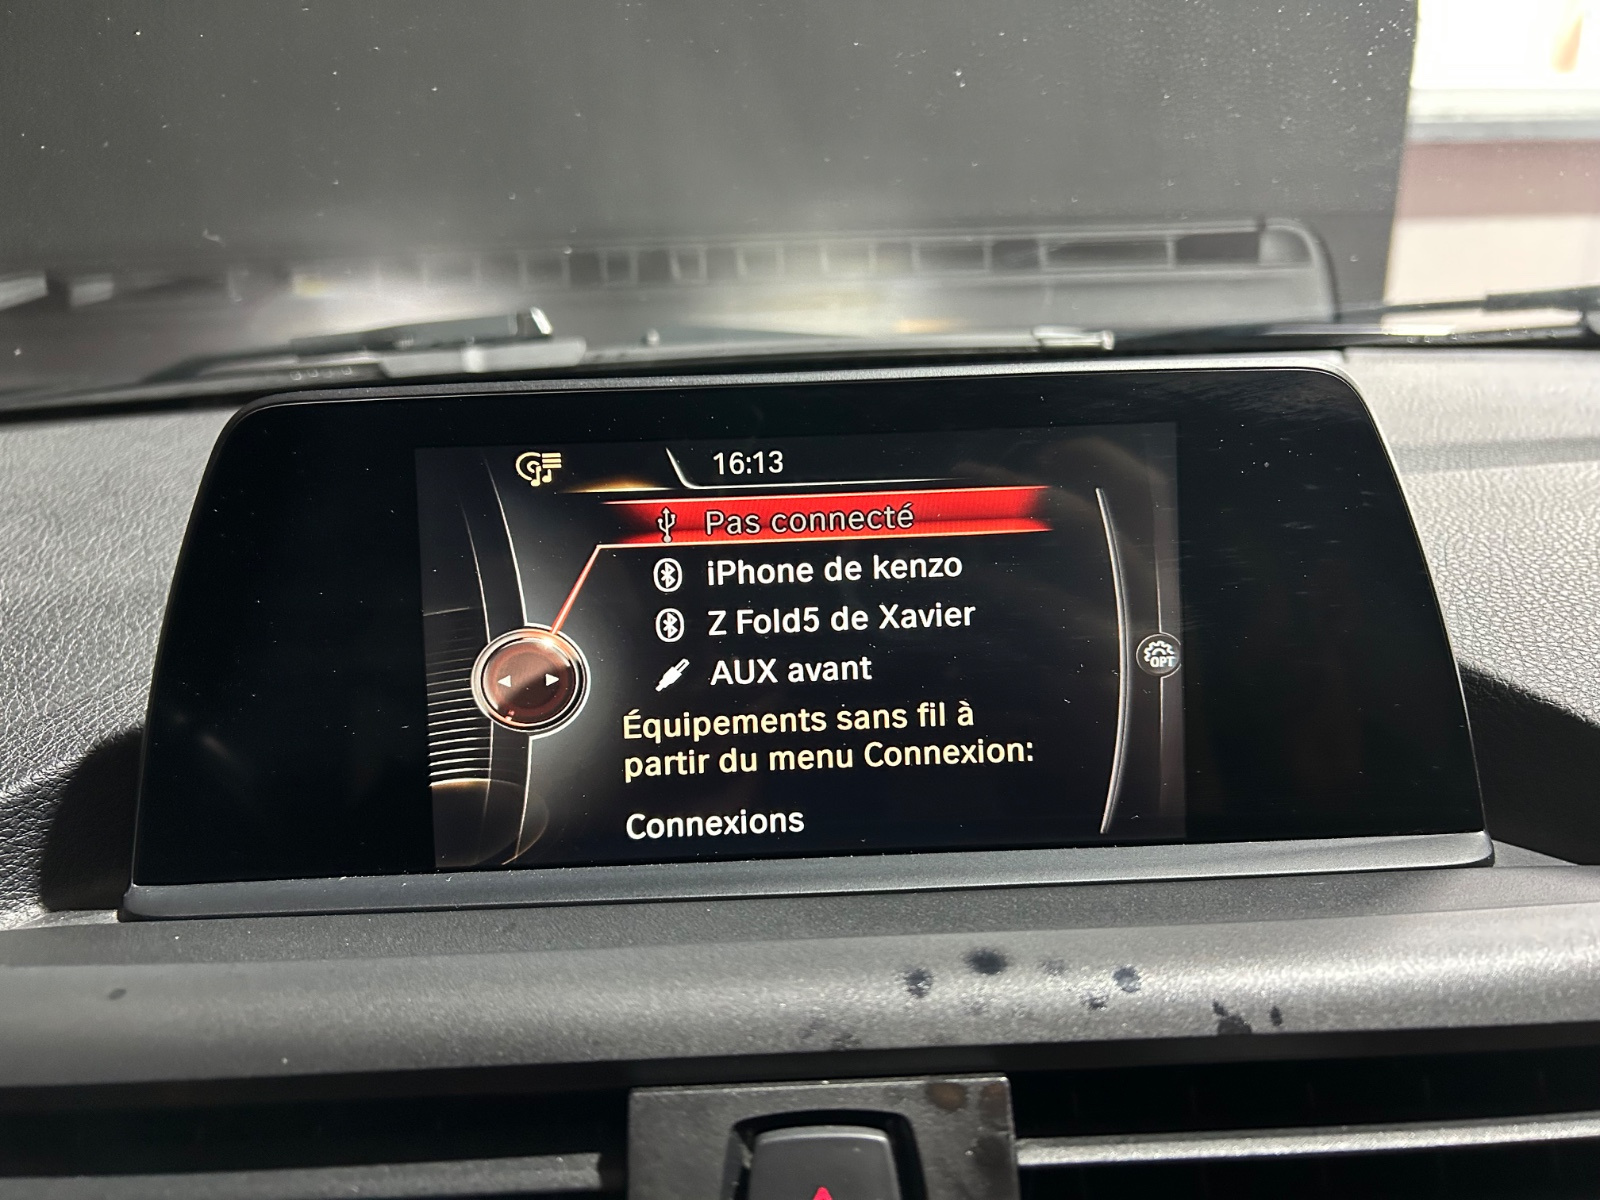 16:13
Pas connecté
iPhone de kenzo
Z Fold5 de Xavier
AUX avant
Équipements sans fil à
partir du menu Connexion:
OPT
Connexions